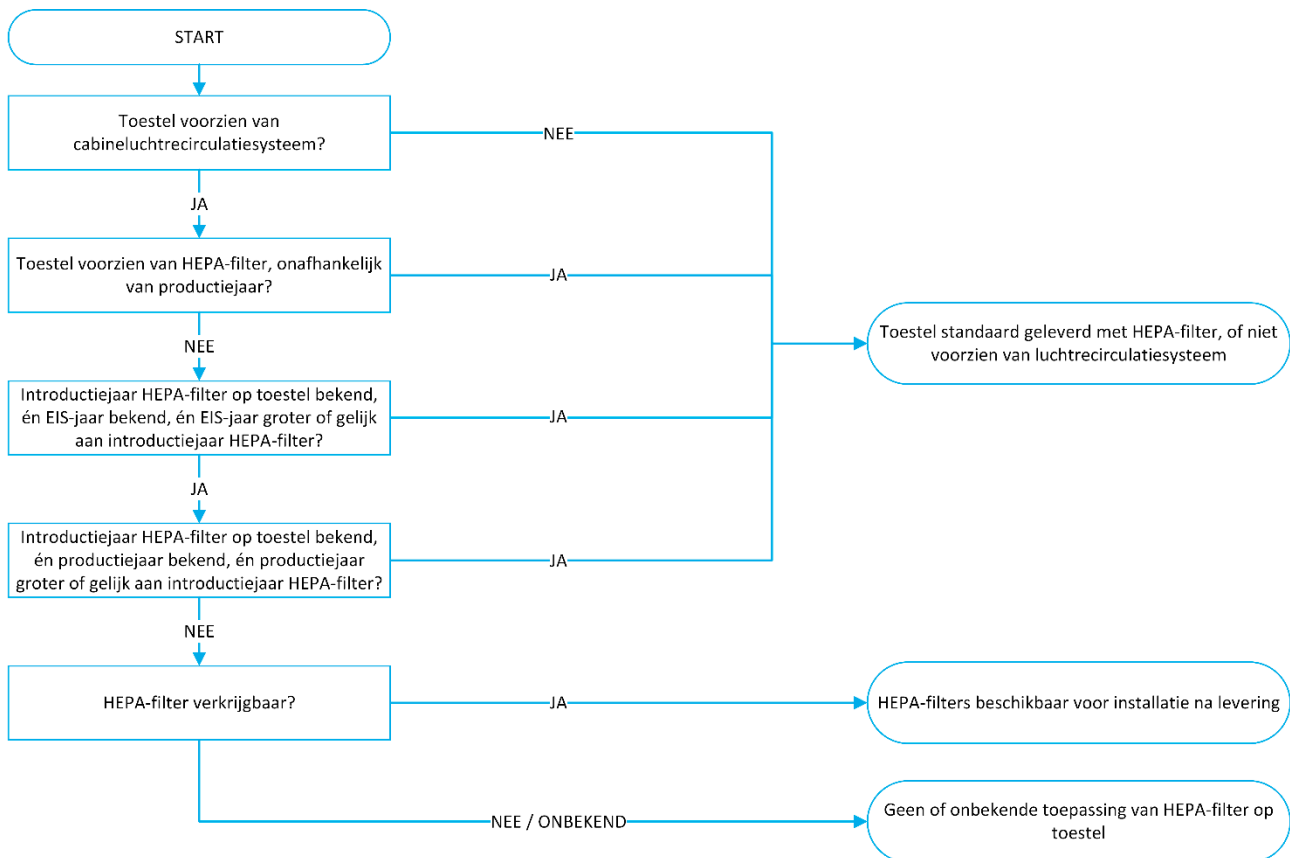 START
Toestel voorzien van
cabineluchtrecirculatiesysteem?
NEE
JA
Toestel voorzien van HEPA-filter, onafhankelijk
van productiejaar?
JA
Toestel standaard geleverd met HEPA-filter, of niet
voorzien van luchtrecirculatiesysteem
NEE
Introductiejaar HEPA-filter op toestel bekend,
én EIS-jaar bekend, én EIS-jaar groter of gelijk
aan introductiejaar HEPA-filter?
JA
JA
Introductiejaar HEPA-filter op toestel bekend,
én productiejaar bekend, én productiejaar
groter of gelijk aan introductiejaar HEPA-filter?
JA
NEE
HEPA-filter verkrijgbaar?
JA
HEPA-filters beschikbaar voor installatie na levering
NEE / ONBEKEND
Geen of onbekende toepassing van HEPA-filter op
toestel